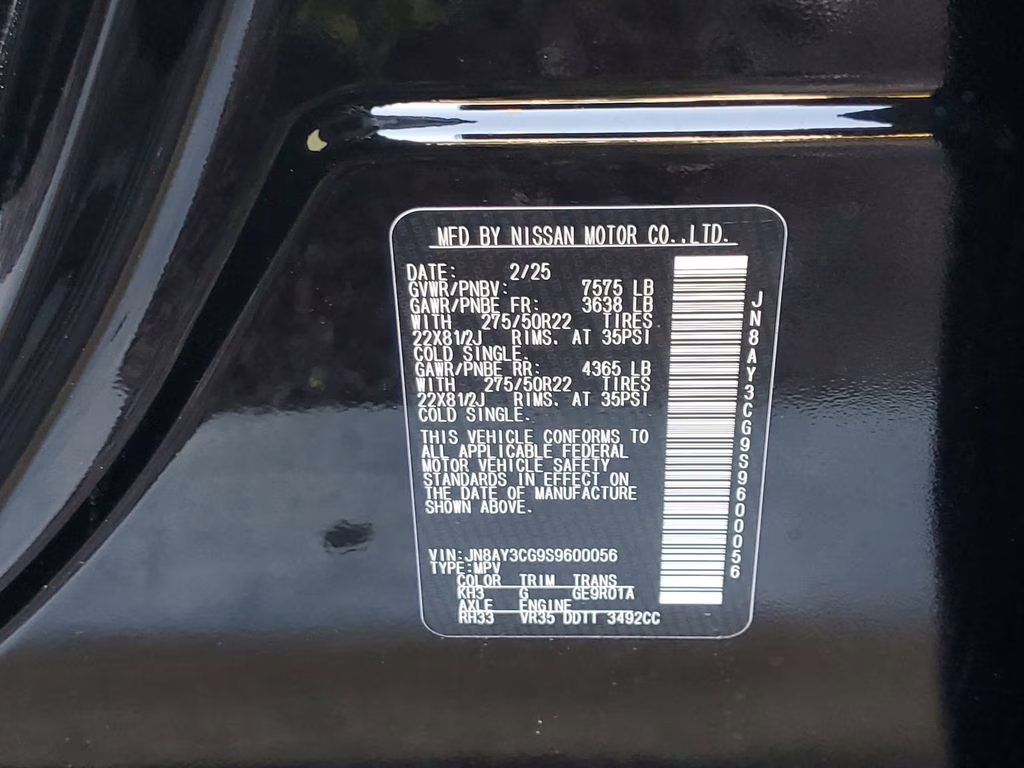 MFD BY NISSAN MOTOR CO.,LTD.
DATE: 2/25
GVWR/PNBV: 7575 LB
GAWR/PNBE FR: 3638 LB
WITH 275/50R22 TIRES
22X81/2J RIMS. AT 35PSI
COLD SINGLE.
GAWR/PNBE RR: 4365 LB
WITH 275/50R22 TIRES
22X81/2J RIMS. AT 35PSI
COLD SINGLE.
THIS VEHICLE CONFORMS TO
ALL APPLICABLE FEDERAL
MOTOR VEHICLE SAFETY
STANDARDS IN EFFECT ON
THE DATE OF MANUFACTURE
SHOWN ABOVE.
VIN:JN8AY3CG9S9600056
TYPE:MPV
COLOR TRIM TRANS
KH3 G GE9R01A
AXLE ENGINE
RH33 VR35 DDTT 3492CC
JN8AY3CG9S9600056